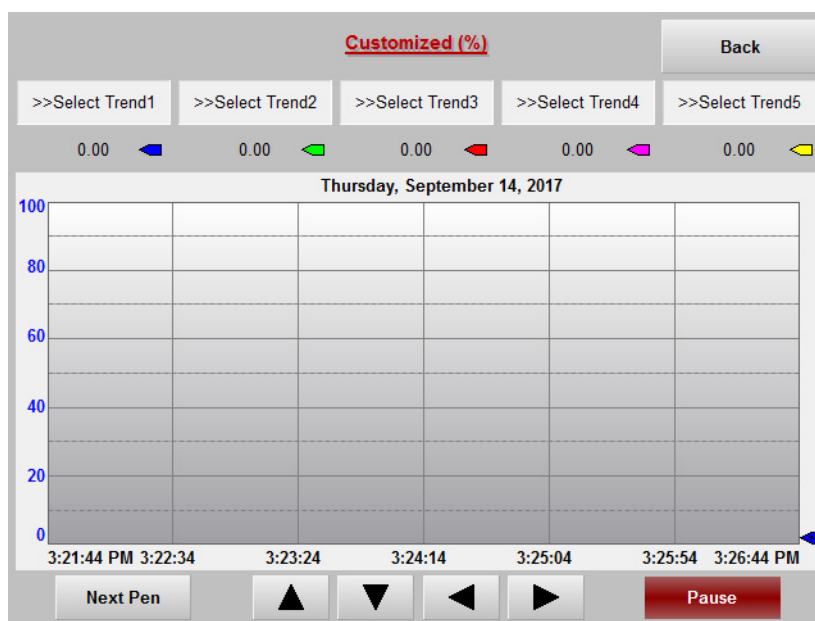 Customized (%)
Back
>>Select Trend1
>>Select Trend2
>>Select Trend3
>>Select Trend4
>>Select Trend5
0.00
0.00
0.00
0.00
0.00
Thursday, September 14, 2017
100
80
60
40
20
0
3:21:44 PM 3:22:34 3:23:24 3:24:14 3:25:04 3:25:54 3:26:44 PM
Next Pen
Pause